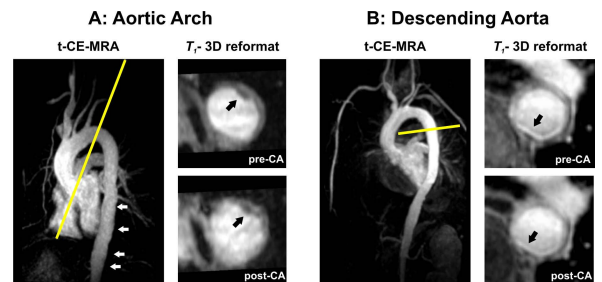 A: Aortic Arch
B: Descending Aorta
t-CE-MRA
T₁- 3D reformat
t-CE-MRA
T₁- 3D reformat
pre-CA
pre-CA
post-CA
post-CA